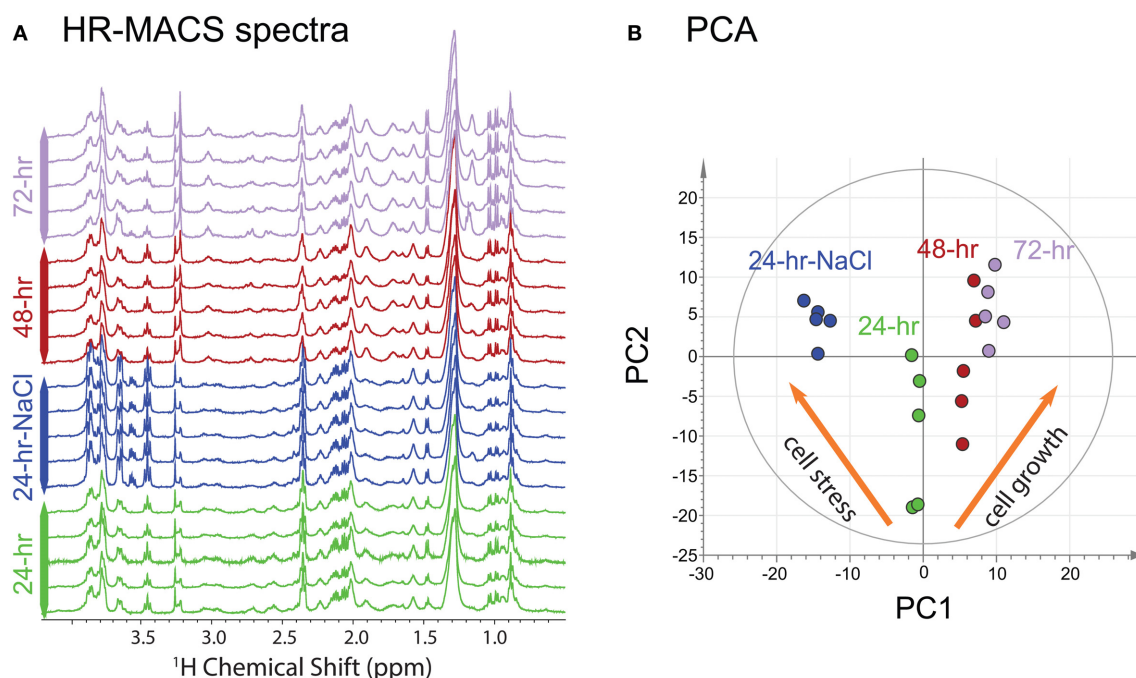 A HR-MACS spectra
72-hr
48-hr
24-hr-NaCl
24-hr
3.5 3.0 2.5 2.0 1.5 1.0
¹H Chemical Shift (ppm)
B PCA
PC2
20
15
10
5
0
-5
-10
-15
-20
-25
24-hr-NaCl
48-hr
72-hr
24-hr
cell stress
cell growth
-30 -20 -10 0 10 20
PC1